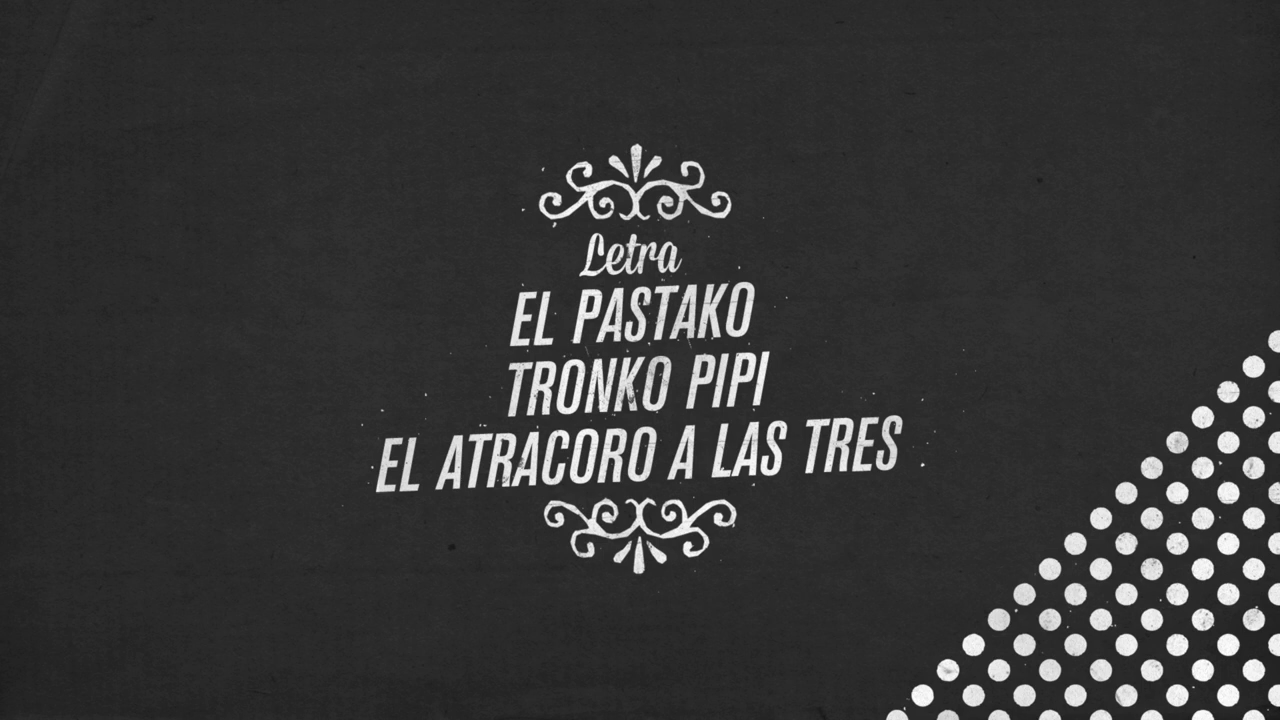 Letra
EL PASTAKO
TRONKO PIPI
EL ATRACORO A LAS TRES